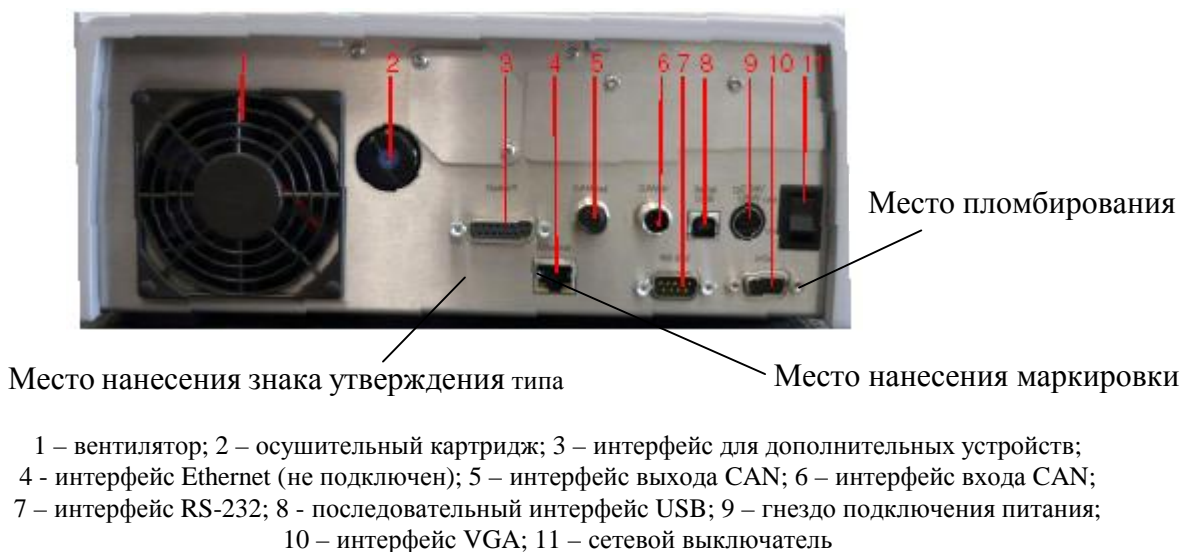 1 2 3 4 5 6 7 8 9 10 11
Место пломбирования
Место нанесения знака утверждения типа
Место нанесения маркировки
1 – вентилятор; 2 – осушительный картридж; 3 – интерфейс для дополнительных устройств;
4 - интерфейс Ethernet (не подключен); 5 – интерфейс выхода CAN; 6 – интерфейс входа CAN;
7 – интерфейс RS-232; 8 - последовательный интерфейс USB; 9 – гнездо подключения питания;
10 – интерфейс VGA; 11 – сетевой выключатель